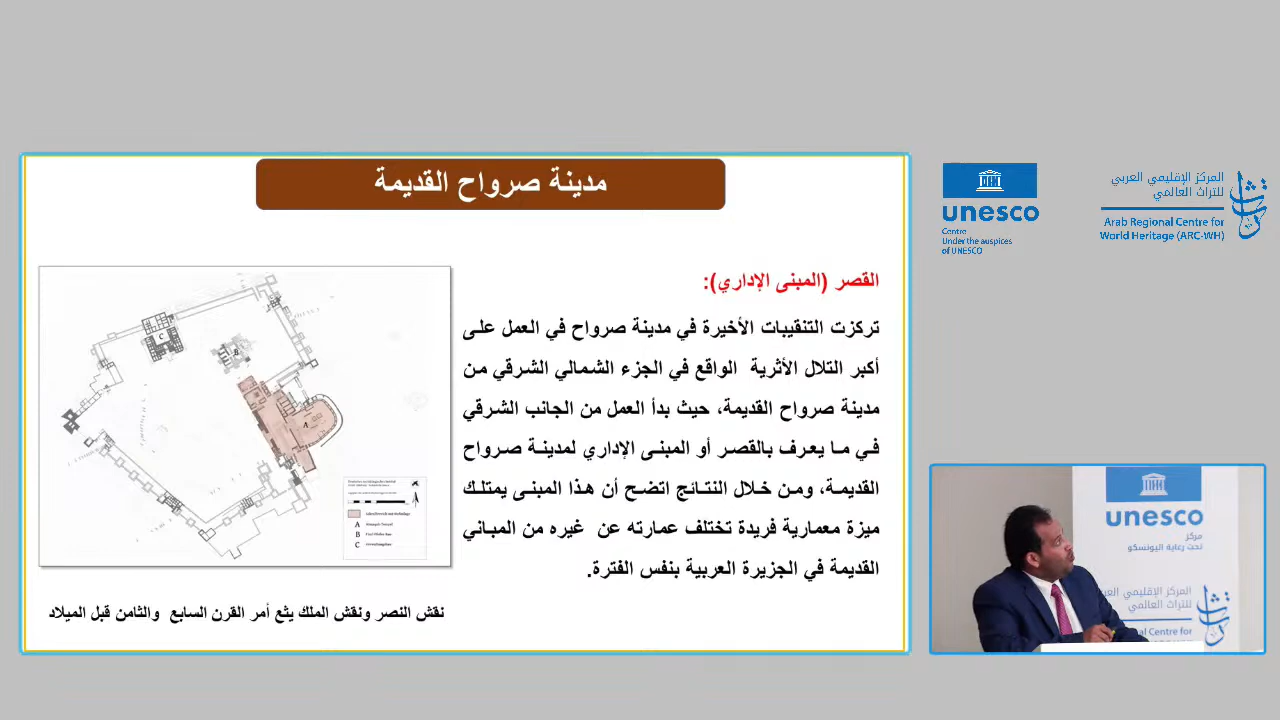 مدينة صرواح القديمة
القصر (المبنى الإداري):
تركزت التنقيبات الأخيرة في مدينة صرواح في العمل على
أكبر التلال الأثرية الواقع في الجزء الشمالي الشرقي من
مدينة صرواح القديمة، حيث بدأ العمل من الجانب الشرقي
في ما يعرف بالقصر أو المبنى الإداري لمدينة صرواح
القديمة، ومن خلال النتائج اتضح أن هذا المبنى يمتلك
ميزة معمارية فريدة تختلف عمارته عن غيره من المباني
القديمة في الجزيرة العربية بنفس الفترة.
C
B
A
A
B
C
نقش النصر ونقش الملك يثع أمر القرن السابع والثامن قبل الميلاد
unesco
Centre
Under the auspices
of UNESCO
المركز الإقليمي العربي
للتراث العالمي
Arab Regional Centre for
World Heritage (ARC-WH)
unesco
مركز
تحت رعاية اليونسكو
المركز الإقليمي العربي
للتراث العالمي
Centre for